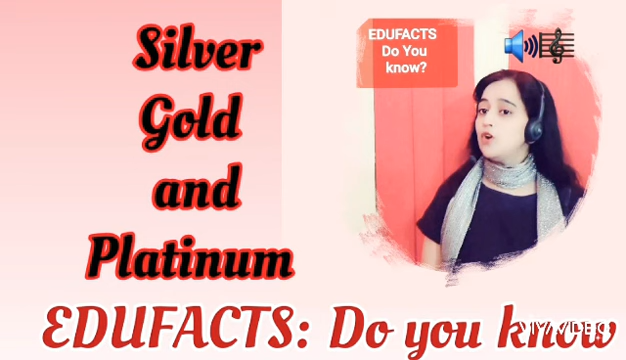 Silver
Gold
and
Platinum
EDUFACTS
Do You
know?
EDUFACTS: Do you know